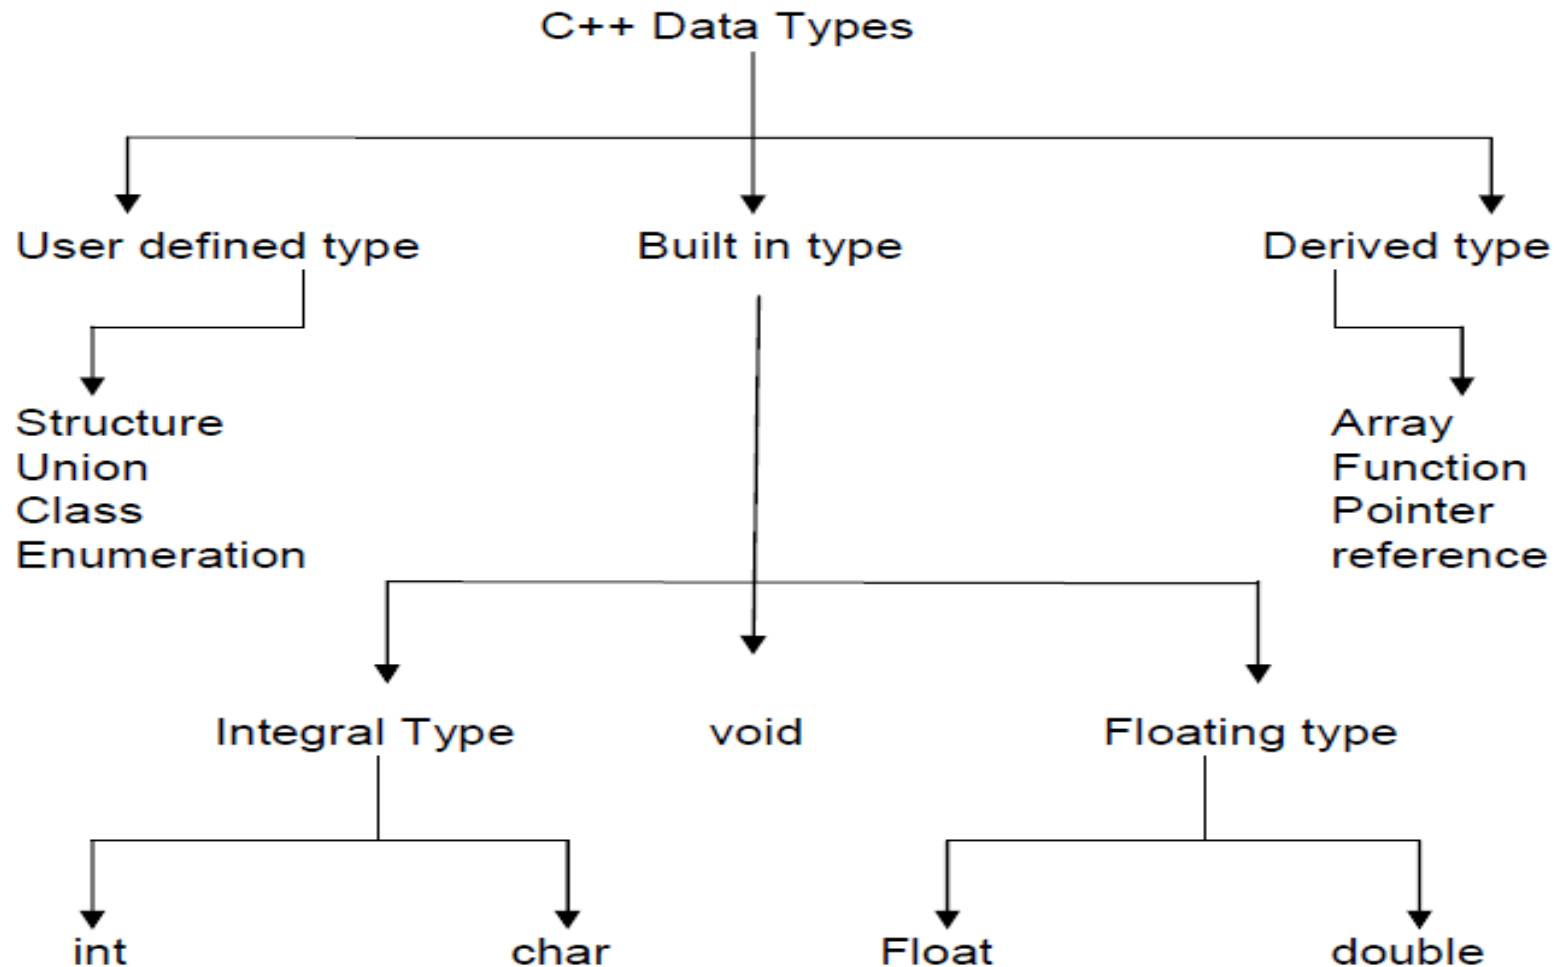 C++ Data Types
User defined type
Built in type
Derived type
Structure
Union
Class
Enumeration
Array
Function
Pointer
reference
Integral Type
void
Floating type
int
char
Float
double